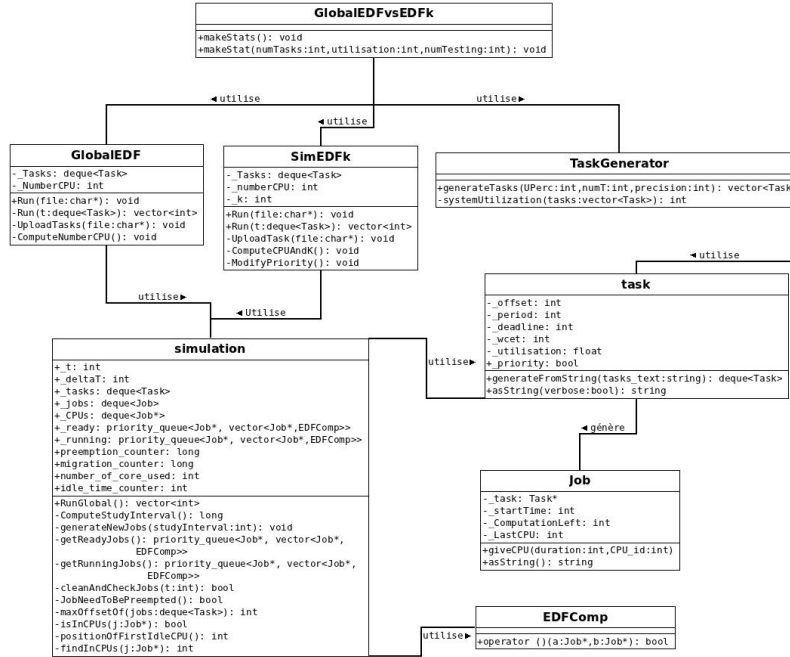 GlobalEDFvsEDFk
+makeStats(): void
+makeStat(numTasks:int,utilisation:int,numTesting:int): void
◄ utilise
utilise ►
◄ utilise
GlobalEDF
-_Tasks: deque<Task>
-_NumberCPU: int
+Run(file:char*): void
-Run(t:deque<Task>): vector<int>
-UploadTasks(file:char*): void
-ComputeNumberCPU(): void
SimEDFk
-_Tasks: deque<Task>
-_numberCPU: int
-_k: int
+Run(file:char*): void
+Run(t:deque<Task>): vector<int>
-UploadTask(file:char*): void
-ComputeCPUAndK(): void
-ModifyPriority(): void
TaskGenerator
+generateTasks(UPerc:int,numT:int,precision:int): vector<Task
-systemUtilization(tasks:vector<Task>): int
◄ utilise
utilise►
◄ Utilise
task
-_offset: int
-_period: int
-_deadline: int
-_wcet: int
-_utilisation: float
+_priority: bool
+generateFromString(tasks_text:string): deque<Task>
+asString(verbose:bool): string
utilise►
simulation
+_t: int
+_deltaT: int
+_tasks: deque<Task>
+_jobs: deque<Job>
+_CPUs: deque<Job*>
+_ready: priority_queue<Job*, vector<Job*,EDFComp>>
+_running: priority_queue<Job*, vector<Job*,EDFComp>>
+preemption_counter: long
+migration_counter: long
+number_of_core_used: int
+idle_time_counter: int
+RunGlobal(): vector<int>
-ComputeStudyInterval(): long
-generateNewJobs(studyInterval:int): void
-getReadyJobs(): priority_queue<Job*, vector<Job*,
EDFComp>>
-getRunningJobs(): priority_queue<Job*, vector<Job*,
EDFComp>>
-cleanAndCheckJobs(t:int): bool
-JobNeedToBePreempted(): bool
-maxOffsetOf(jobs:deque<Task>): int
-isInCPUs(j:Job*): bool
-positionOfFirstIdleCPU(): int
-findInCPUs(j:Job*): int
◄ génère
Job
-_task: Task*
-_startTime: int
-_ComputationLeft: int
-_LastCPU: int
+giveCPU(duration:int,CPU_id:int)
+asString(): string
utilise►
EDFComp
+operator ()(a:Job*,b:Job*): bool